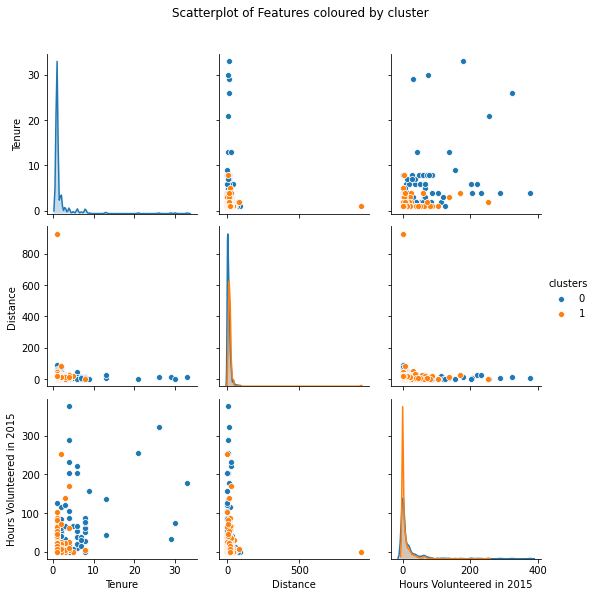 Scatterplot of Features coloured by cluster
30
20
10
0
Tenure
800
600
400
200
0
Distance
clusters
0
1
300
200
100
0
Hours Volunteered in 2015
0 10 20 30
0 500
0 200 400
Tenure
Distance
Hours Volunteered in 2015